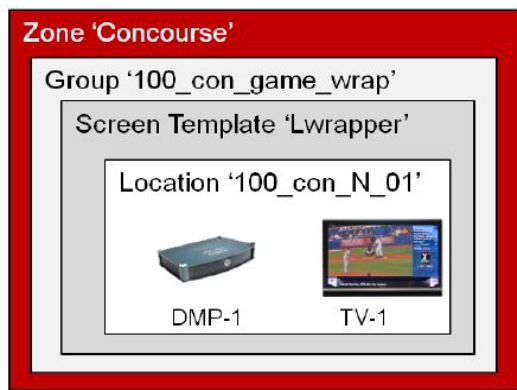 Zone ‘Concourse’
Group ‘100_con_game_wrap’
Screen Template ‘Lwrapper’
Location ‘100_con_N_01’
DMP-1
TV-1